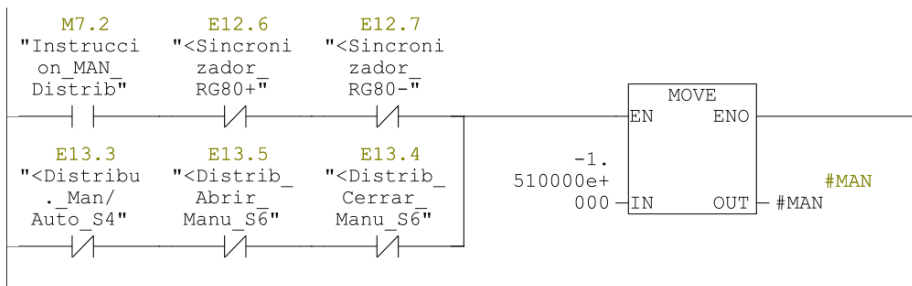 M7.2 E12.6 E12.7
"Instrucci "<Sincroni "<Sincroni
on_MAN_ zador_ zador_
Distrib" RG80+" RG80-"
MOVE
EN ENO
E13.3 E13.5 E13.4
"<Distribu "<Distrib_ "<Distrib_
._Man/ Abrir_ Cerrar_
Auto_S4" Manu_S6" Manu_S6"
-1.
510000e+ #MAN
000 IN OUT #MAN